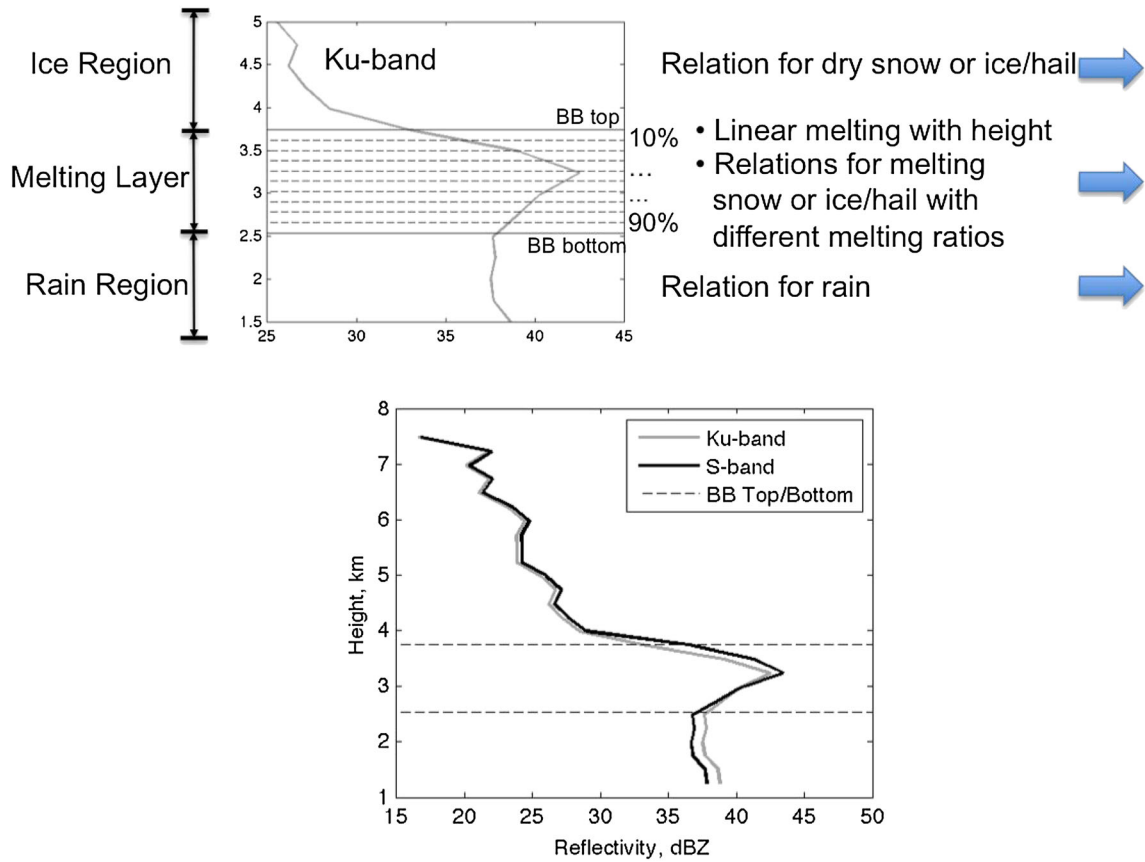 Ice Region
Melting Layer
Rain Region
5
4.5
4
3.5
3
2.5
2
1.5
25
30
35
40
45
Ku-band
BB top
BB bottom
10%
...
...
90%
Relation for dry snow or ice/hail
• Linear melting with height
• Relations for melting
snow or ice/hail with
different melting ratios
Relation for rain
8
7
6
5
4
3
2
1
Height, km
Ku-band
S-band
BB Top/Bottom
15
20
25
30
35
40
45
50
Reflectivity, dBZ